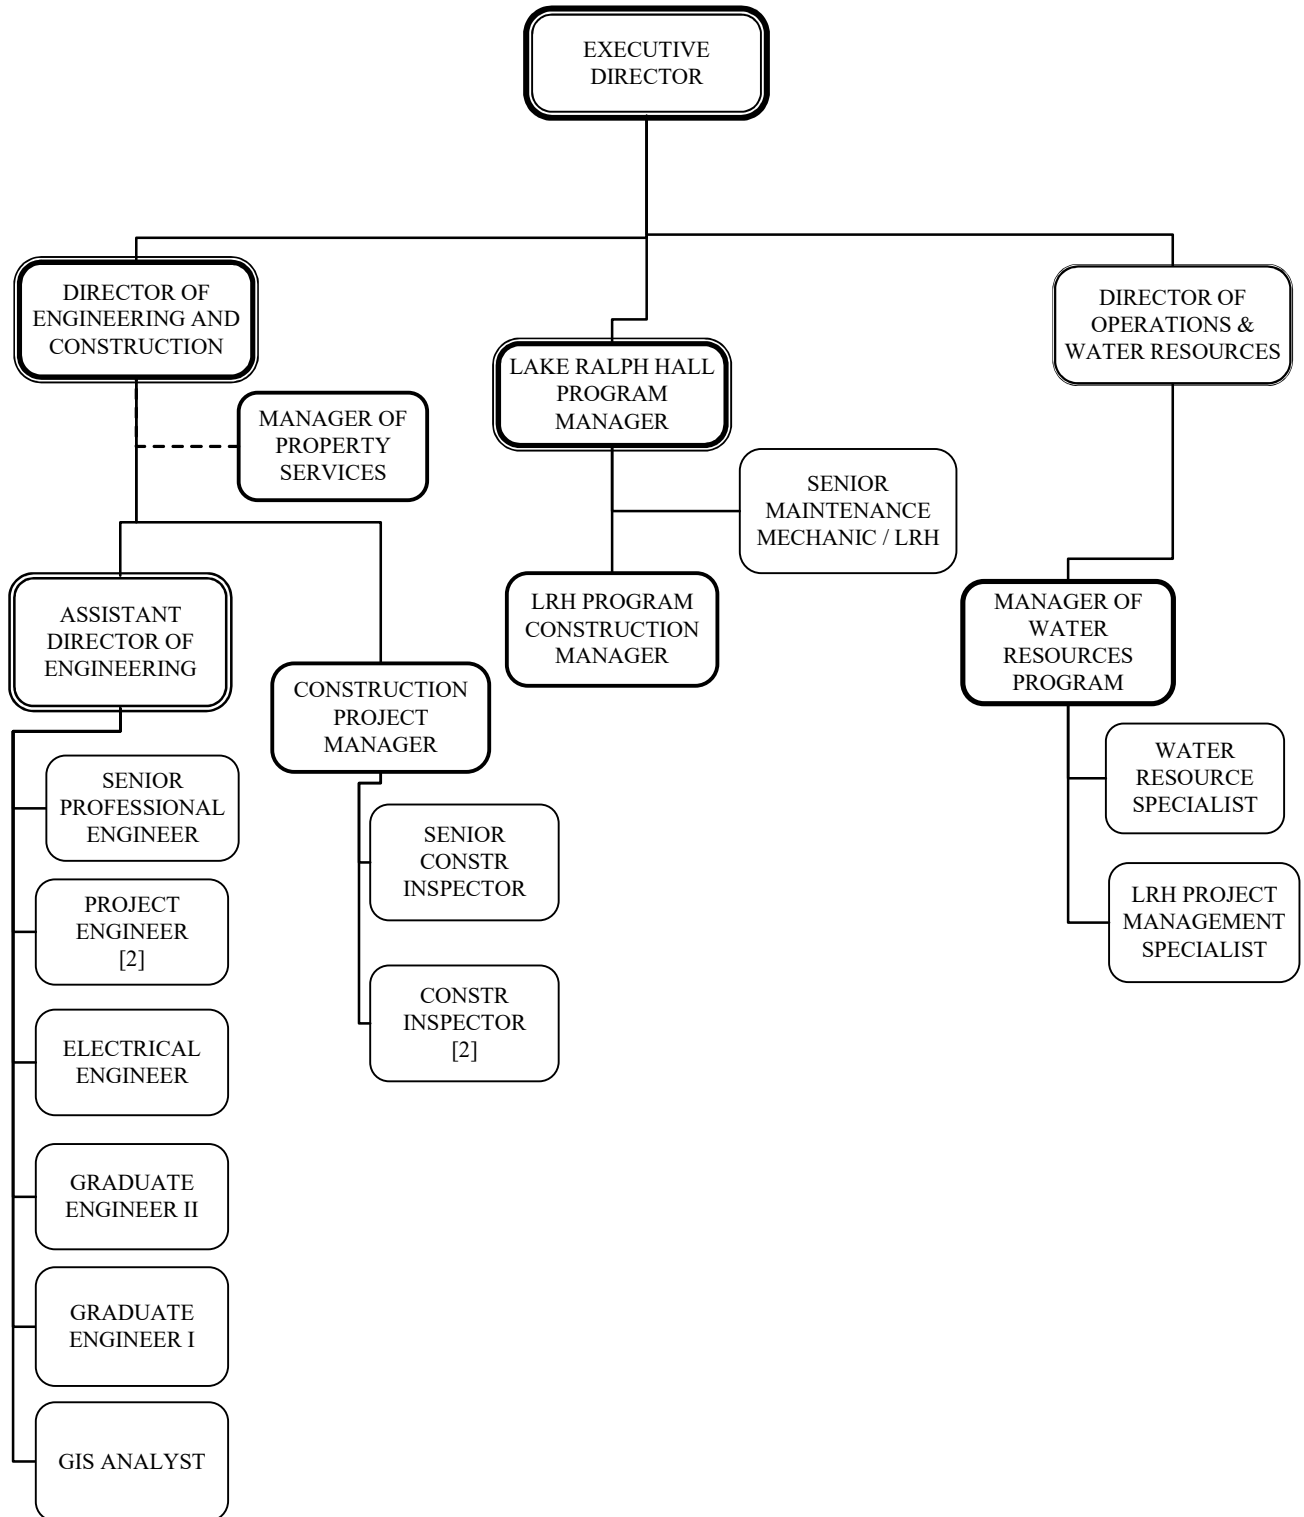 EXECUTIVE
DIRECTOR
DIRECTOR OF
ENGINEERING AND
CONSTRUCTION
LAKE RALPH HALL
PROGRAM
MANAGER
DIRECTOR OF
OPERATIONS &
WATER RESOURCES
MANAGER OF
PROPERTY
SERVICES
SENIOR
MAINTENANCE
MECHANIC / LRH
ASSISTANT
DIRECTOR OF
ENGINEERING
LRH PROGRAM
CONSTRUCTION
MANAGER
MANAGER OF
WATER
RESOURCES
PROGRAM
CONSTRUCTION
PROJECT
MANAGER
SENIOR
PROFESSIONAL
ENGINEER
WATER
RESOURCE
SPECIALIST
SENIOR
CONSTR
INSPECTOR
PROJECT
ENGINEER
[2]
LRH PROJECT
MANAGEMENT
SPECIALIST
CONSTR
INSPECTOR
[2]
ELECTRICAL
ENGINEER
GRADUATE
ENGINEER II
GRADUATE
ENGINEER I
GIS ANALYST